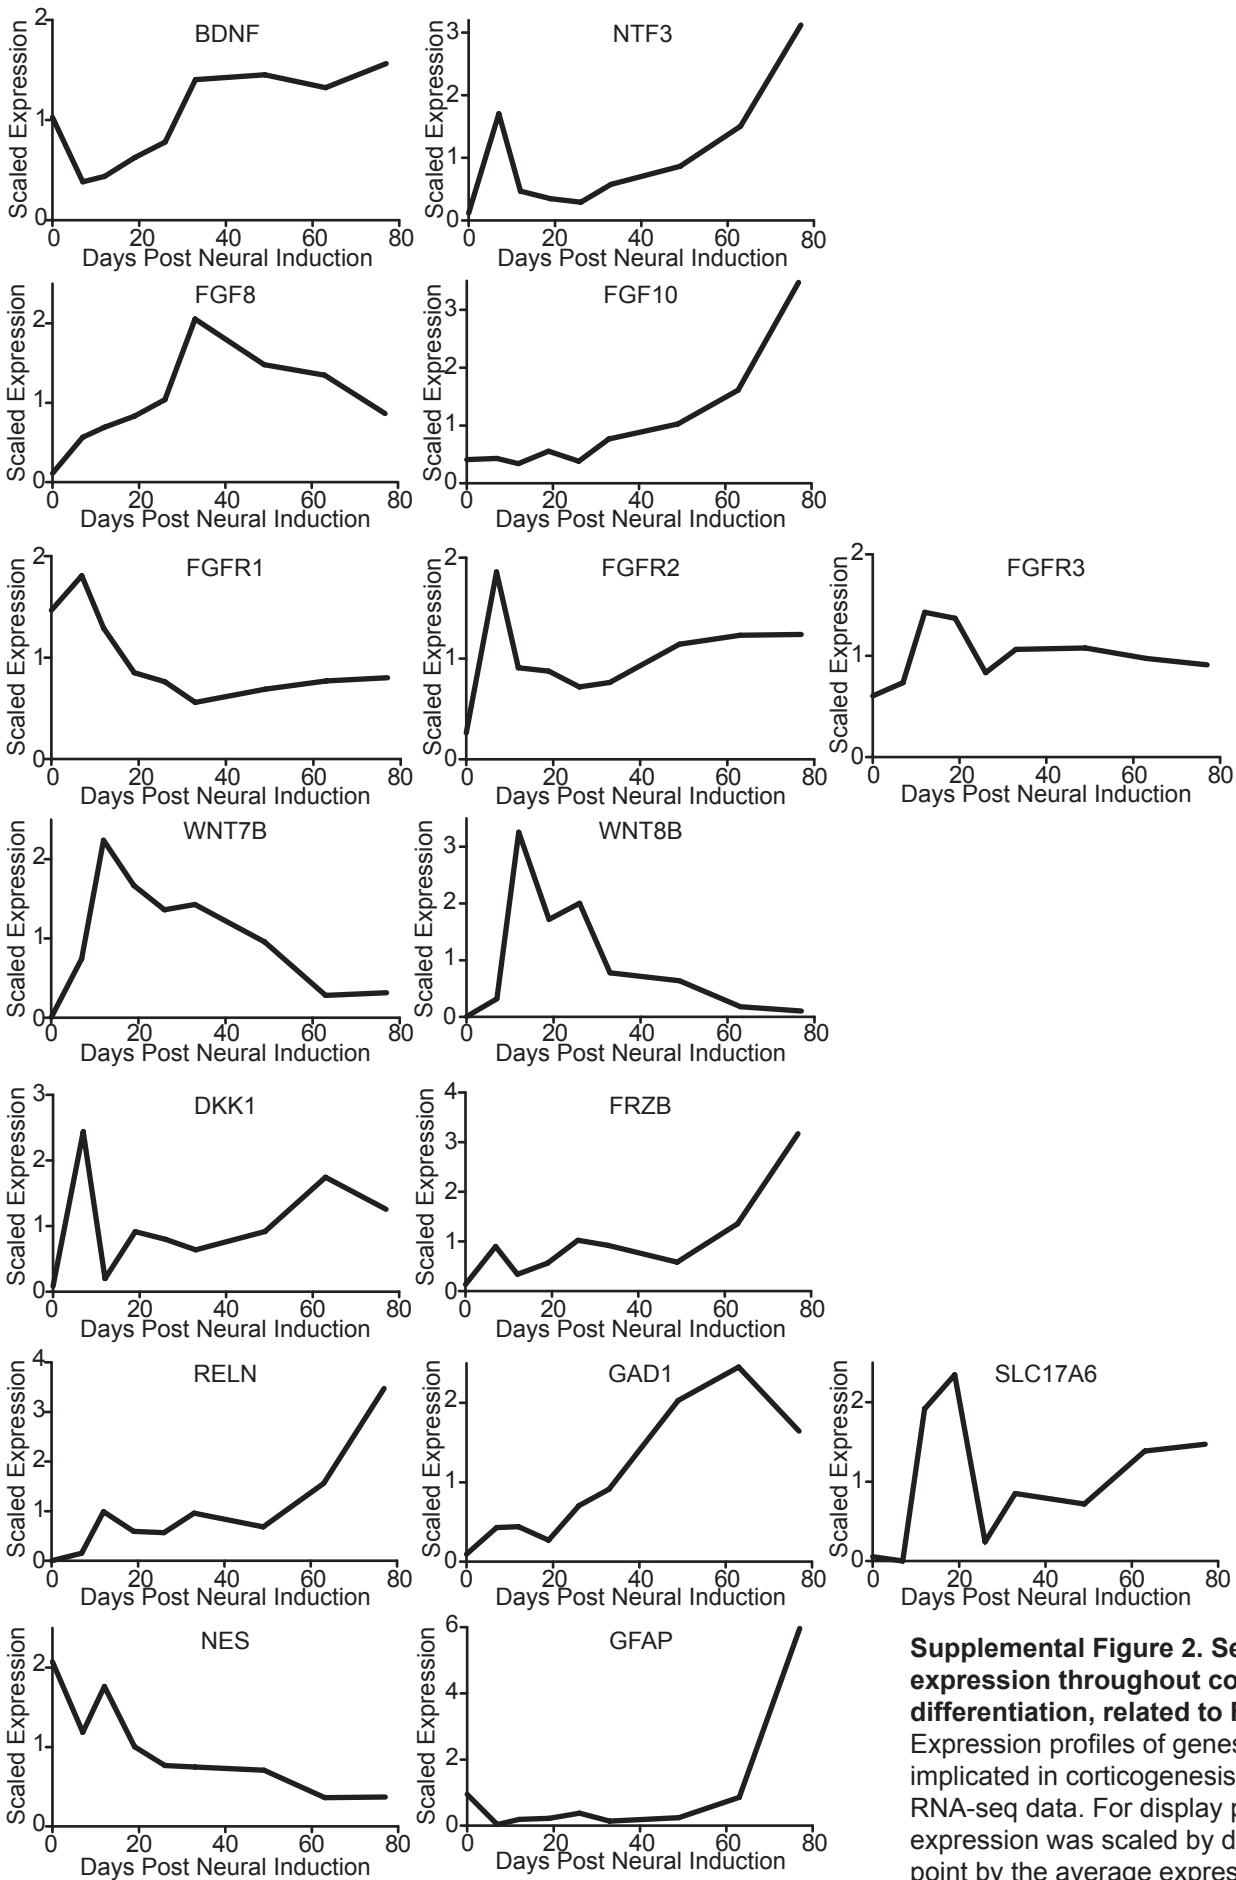 BDNF
Scaled Expression
2
1
0
0 20 40 60 80
Days Post Neural Induction
NTF3
Scaled Expression
3
2
1
0
0 20 40 60 80
Days Post Neural Induction
FGF8
Scaled Expression
2
1
0
0 20 40 60 80
Days Post Neural Induction
FGF10
Scaled Expression
3
2
1
0
0 20 40 60 80
Days Post Neural Induction
FGFR1
Scaled Expression
2
1
0
0 20 40 60 80
Days Post Neural Induction
FGFR2
Scaled Expression
2
1
0
0 20 40 60 80
Days Post Neural Induction
FGFR3
Scaled Expression
2
1
0
0 20 40 60 80
Days Post Neural Induction
WNT7B
Scaled Expression
2
1
0
0 20 40 60 80
Days Post Neural Induction
WNT8B
Scaled Expression
3
2
1
0
0 20 40 60 80
Days Post Neural Induction
DKK1
Scaled Expression
3
2
1
0
0 20 40 60 80
Days Post Neural Induction
FRZB
Scaled Expression
4
3
2
1
0
0 20 40 60 80
Days Post Neural Induction
RELN
Scaled Expression
4
3
2
1
0
0 20 40 60 80
Days Post Neural Induction
GAD1
Scaled Expression
2
1
0
0 20 40 60 80
Days Post Neural Induction
SLC17A6
Scaled Expression
2
1
0
0 20 40 60 80
Days Post Neural Induction
NES
Scaled Expression
2
1
0
0 20 40 60 80
Days Post Neural Induction
GFAP
Scaled Expression
6
4
2
0
0 20 40 60 80
Days Post Neural Induction
Supplemental Figure 2. Se
expression throughout co
differentiation, related to F
Expression profiles of genes
implicated in corticogenesis
RNA-seq data. For display p
expression was scaled by d
point by the average expres